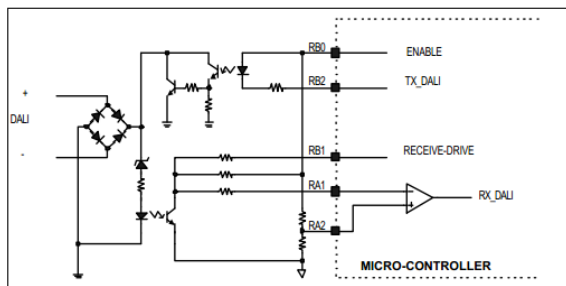 RB0 ENABLE
RB2 TX_DALI
+
DALI
-
RB1 RECEIVE-DRIVE
RA1
RX_DALI
RA2
MICRO-CONTROLLER